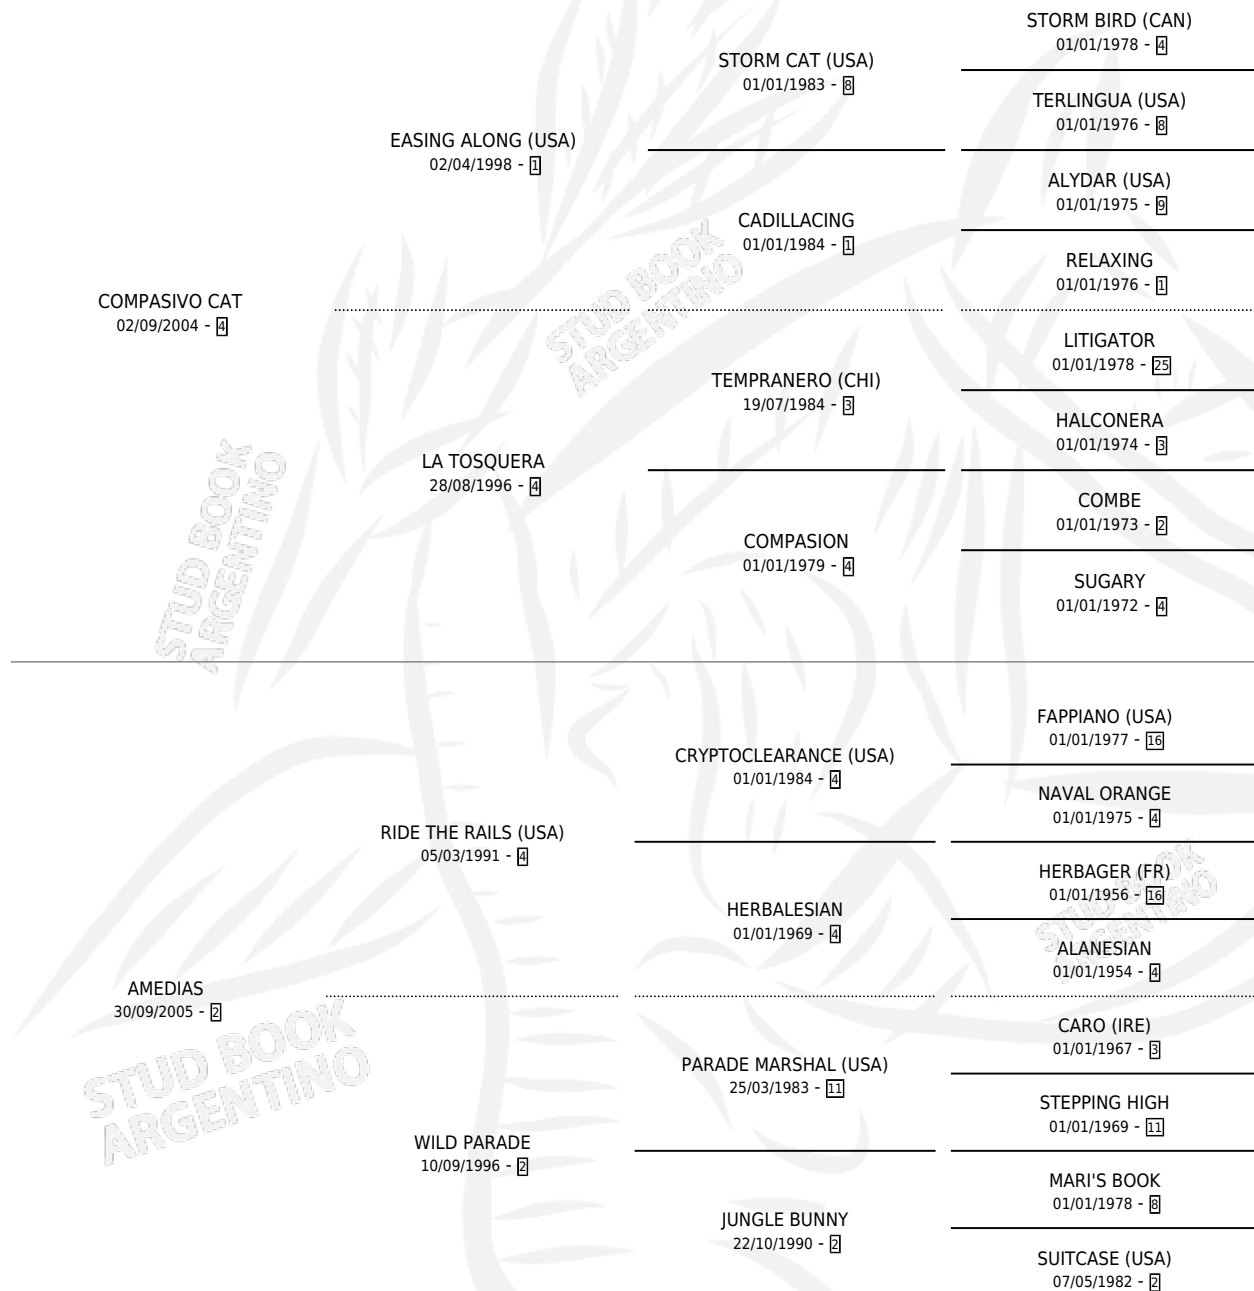 STORM BIRD (CAN)
01/01/1978 - 4
STORM CAT (USA)
01/01/1983 - 8
TERLINGUA (USA)
01/01/1976 - 8
EASING ALONG (USA)
02/04/1998 - 1
ALYDAR (USA)
01/01/1975 - 9
CADILLACING
01/01/1984 - 1
RELAXING
01/01/1976 - 1
COMPASIVO CAT
02/09/2004 - 4
LITIGATOR
01/01/1978 - 25
TEMPRANERO (CHI)
19/07/1984 - 3
HALCONERA
01/01/1974 - 3
LA TOSQUERA
28/08/1996 - 4
COMBE
01/01/1973 - 2
COMPASION
01/01/1979 - 4
SUGARY
01/01/1972 - 4
FAPPIANO (USA)
01/01/1977 - 16
CRYPTOCLEARANCE (USA)
01/01/1984 - 4
NAVAL ORANGE
01/01/1975 - 4
RIDE THE RAILS (USA)
05/03/1991 - 4
HERBAGER (FR)
01/01/1956 - 16
HERBALESIAN
01/01/1969 - 4
ALANESIAN
01/01/1954 - 4
AMEDIAS
30/09/2005 - 2
CARO (IRE)
01/01/1967 - 3
PARADE MARSHAL (USA)
25/03/1983 - 11
STEPPING HIGH
01/01/1969 - 11
WILD PARADE
10/09/1996 - 2
MARI'S BOOK
01/01/1978 - 8
JUNGLE BUNNY
22/10/1990 - 2
SUITCASE (USA)
07/05/1982 - 2
STUD BOOK
ARGENTINO
STUD BOOK
ARGENTINO
STUD BOOK
ARGENTINO
STUD BOOK
ARGENTINO